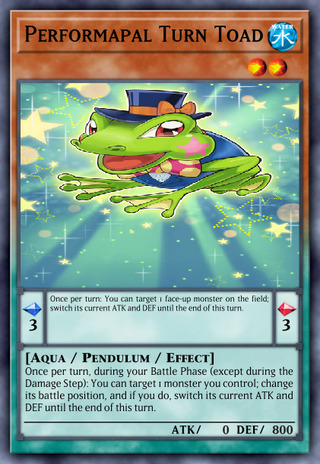 Performapal Turn Toad
WATER
水
Once per turn: You can target 1 face-up monster on the field;
switch its current ATK and DEF until the end of this turn.
3
3
[Aqua / Pendulum / Effect]
Once per turn, during your Battle Phase (except during the
Damage Step): You can target 1 monster you control; change
its battle position, and if you do, switch its current ATK and
DEF until the end of this turn.
ATK/ 0 DEF/ 800